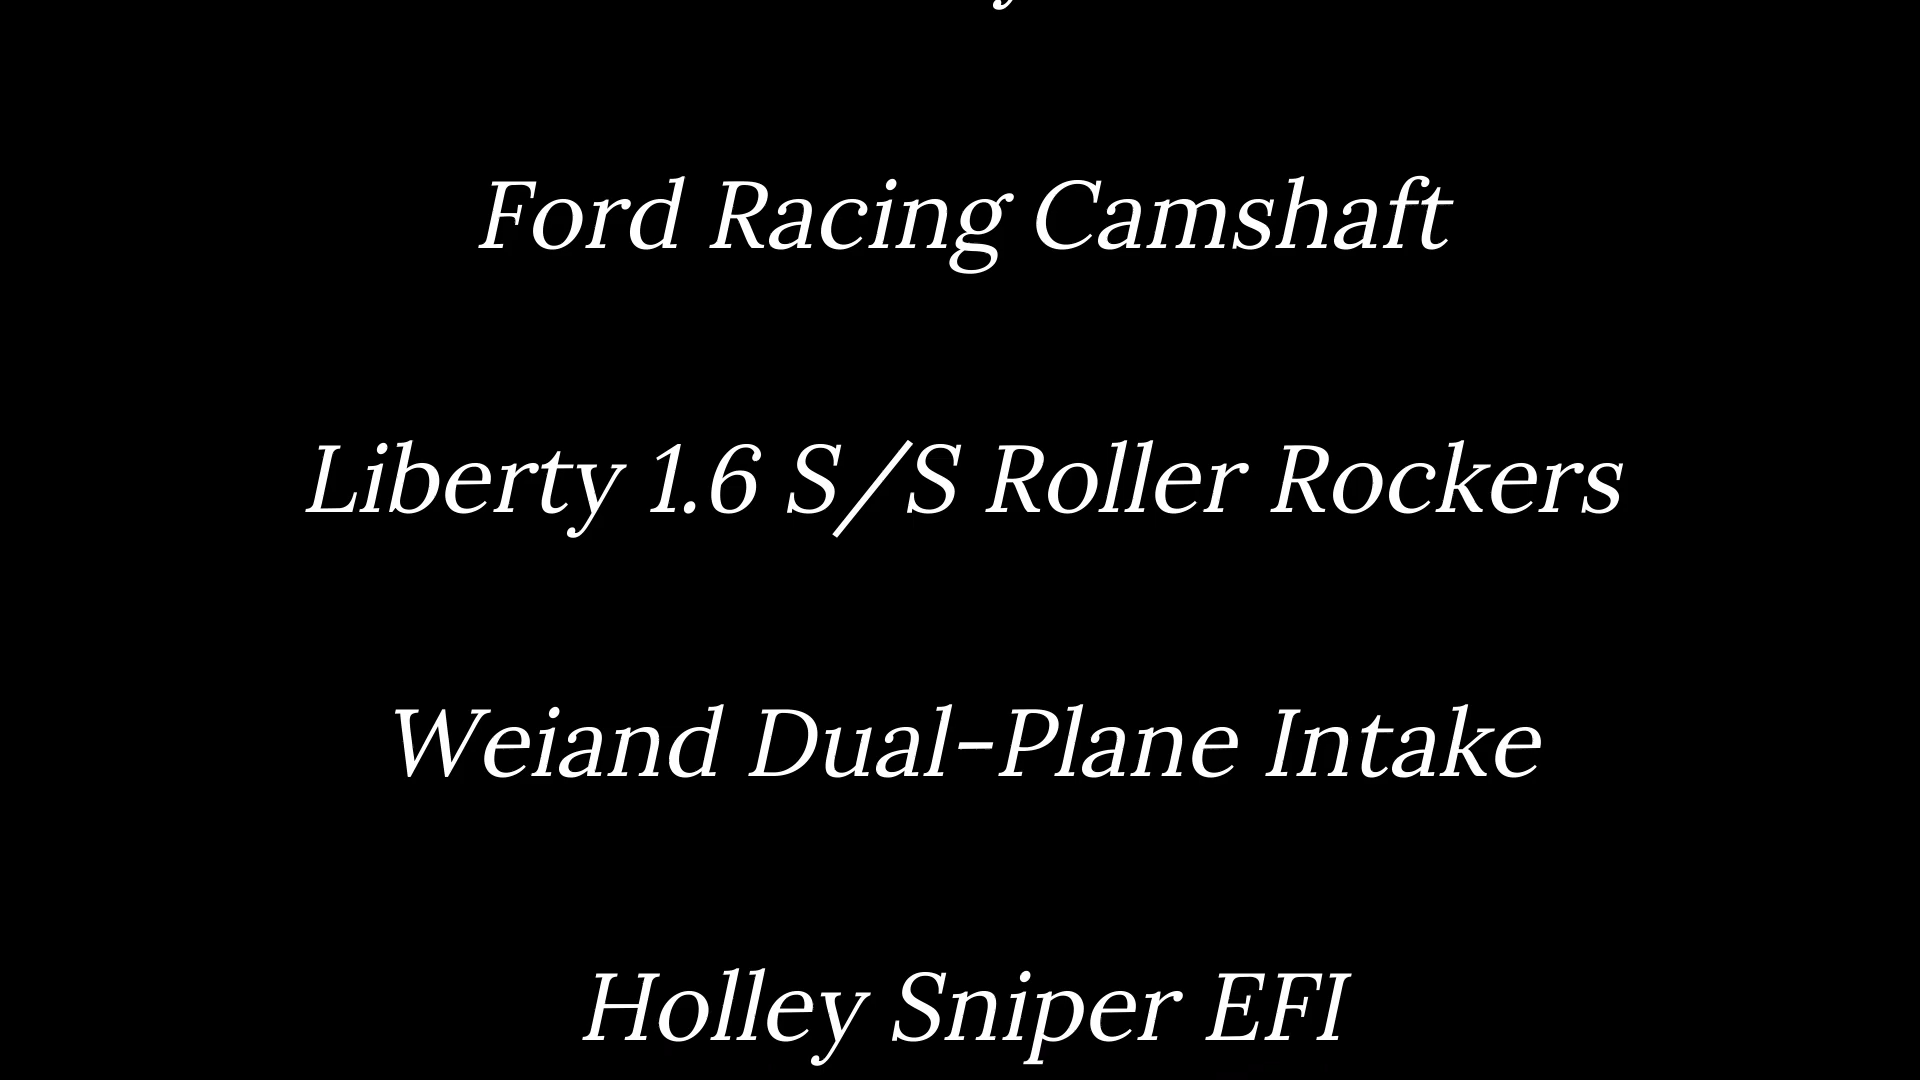 Ford Racing Camshaft
Liberty 1.6 S/S Roller Rockers
Weiand Dual-Plane Intake
Holley Sniper EFI